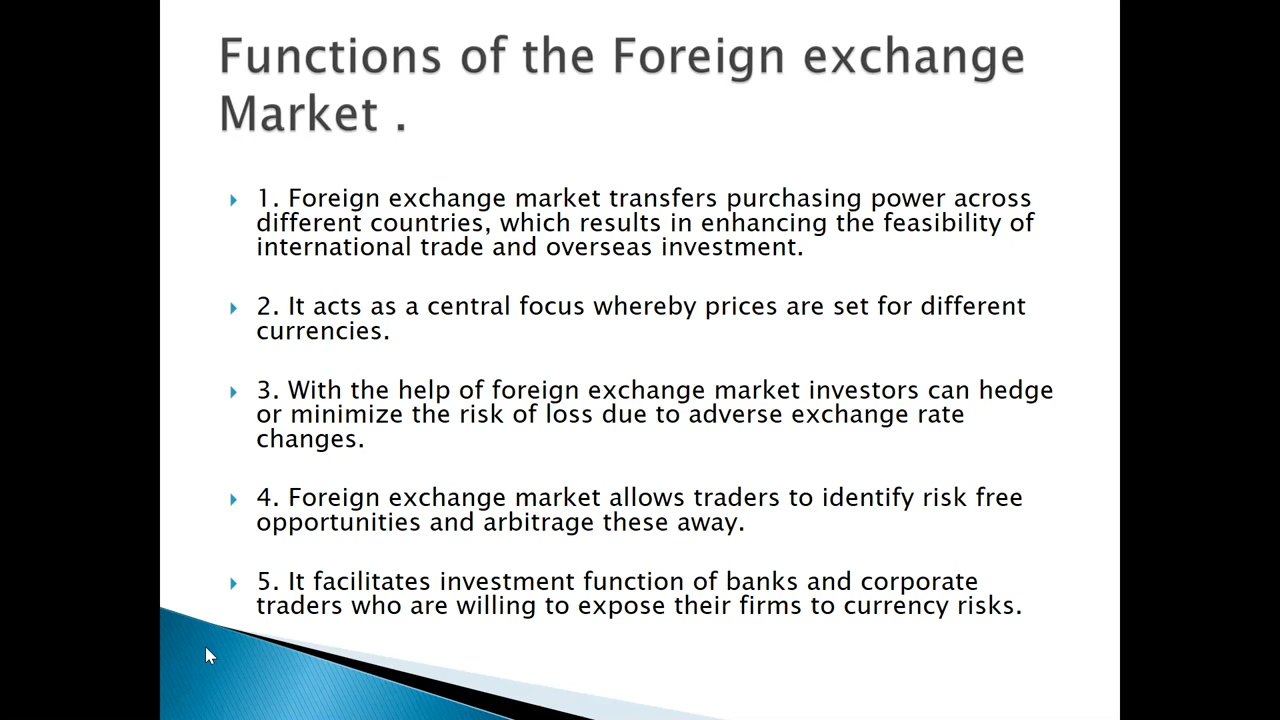 Functions of the Foreign exchange
Market .
1. Foreign exchange market transfers purchasing power across
different countries, which results in enhancing the feasibility of
international trade and overseas investment.
2. It acts as a central focus whereby prices are set for different
currencies.
3. With the help of foreign exchange market investors can hedge
or minimize the risk of loss due to adverse exchange rate
changes.
4. Foreign exchange market allows traders to identify risk free
opportunities and arbitrage these away.
5. It facilitates investment function of banks and corporate
traders who are willing to expose their firms to currency risks.